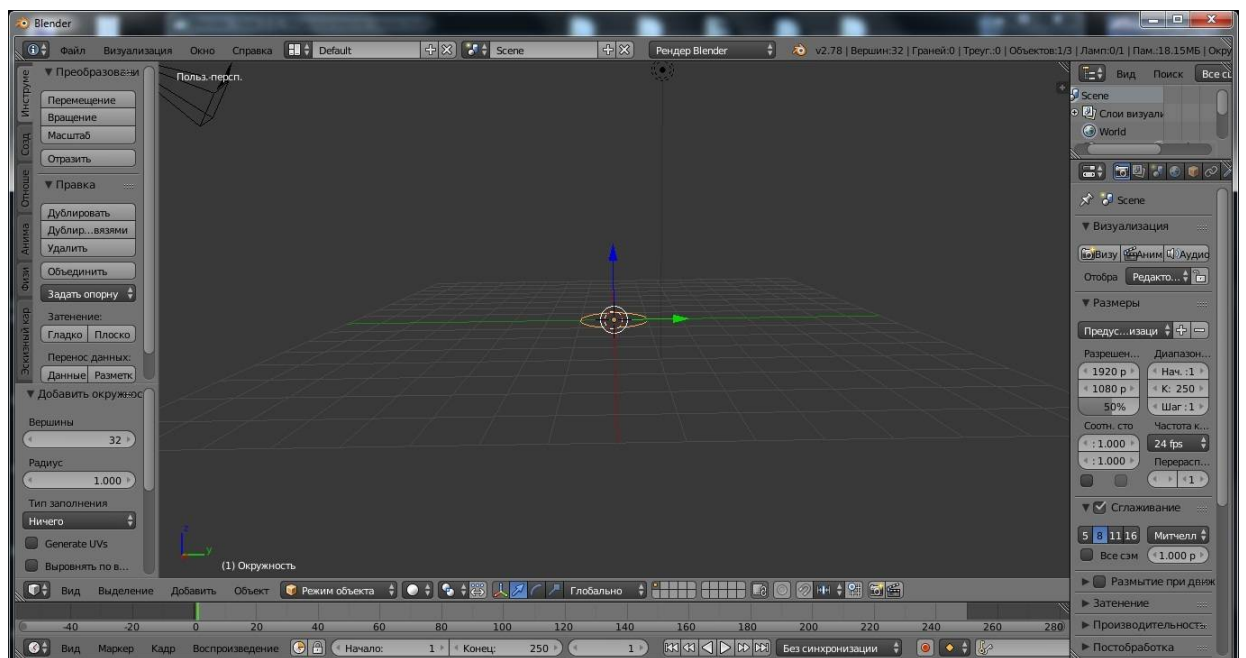 Blender
Файл Визуализация Окно Справка Default Scene Рендер Blender v2.78 | Вершин:32 | Граней:0 | Треуг.:0 | Объектов:1/3 | Ламп:0/1 | Пам.:18.15МБ | Окру
Инструме
Созд
Отноше
Анима
Физи
Эскизный кар
Преобразовани
Перемещение
Вращение
Масштаб
Отразить
Правка
Дублировать
Дублир...вязями
Удалить
Объединить
Задать опорну
Затенение:
Гладко Плоско
Перенос данных:
Данные Разметк
Добавить окружнос
Вершины
32
Радиус
1.000
Тип заполнения
Ничего
Generate UVs
Выровнять по в...
Польз.-персп.
z
y
(1) Окружность
Вид Выделение Добавить Объект Режим объекта Глобально
-40 -20 0 20 40 60 80 100 120 140 160 180 200 220 240 260 280
Вид Маркер Кадр Воспроизведение Начало: 1 Конец: 250 1 Без синхронизации
Вид Поиск Все сц
Scene
Слои визуали
World
Scene
Визуализация
Визу Аним Аудио
Отобра Редакто...
Размеры
Предус...изаци
Разрешен... Диапазон...
1920 р Нач. :1
1080 р К: 250
50% Шаг :1
Соотн. сто Частота к...
: 1.000 24 fps
: 1.000 Перерасп...
1
Сглаживание
5 8 11 16 Митчелл
Все сэм 1.000 р
Размытие при движ
Затенение
Производительность
Постобработка